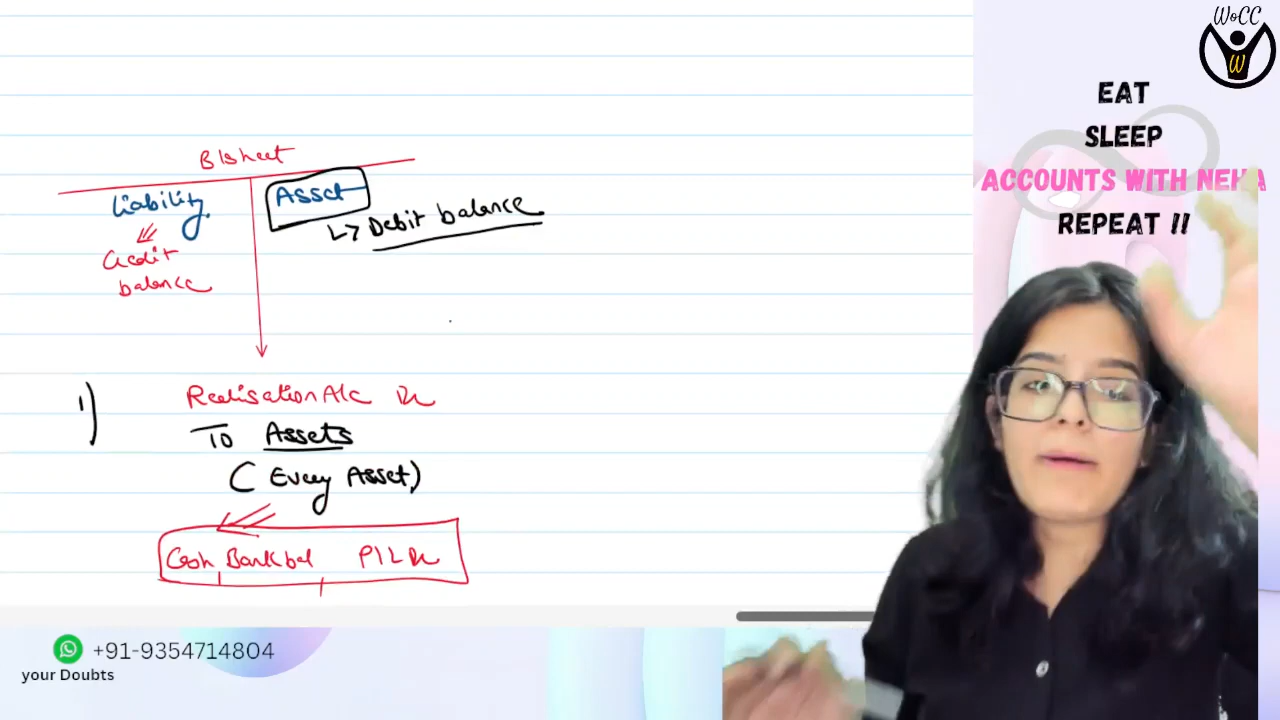 WoCC
W
EAT
SLEEP
ACCOUNTS WITH NEHA
REPEAT !!
B/Sheet
Liability
Asset
↳ Debit balance
Credit
balance
1)
Realisation A/c Dr
To Assets
(Every Asset)
Cash Bank bal P/L Dr
+91-9354714804
your Doubts